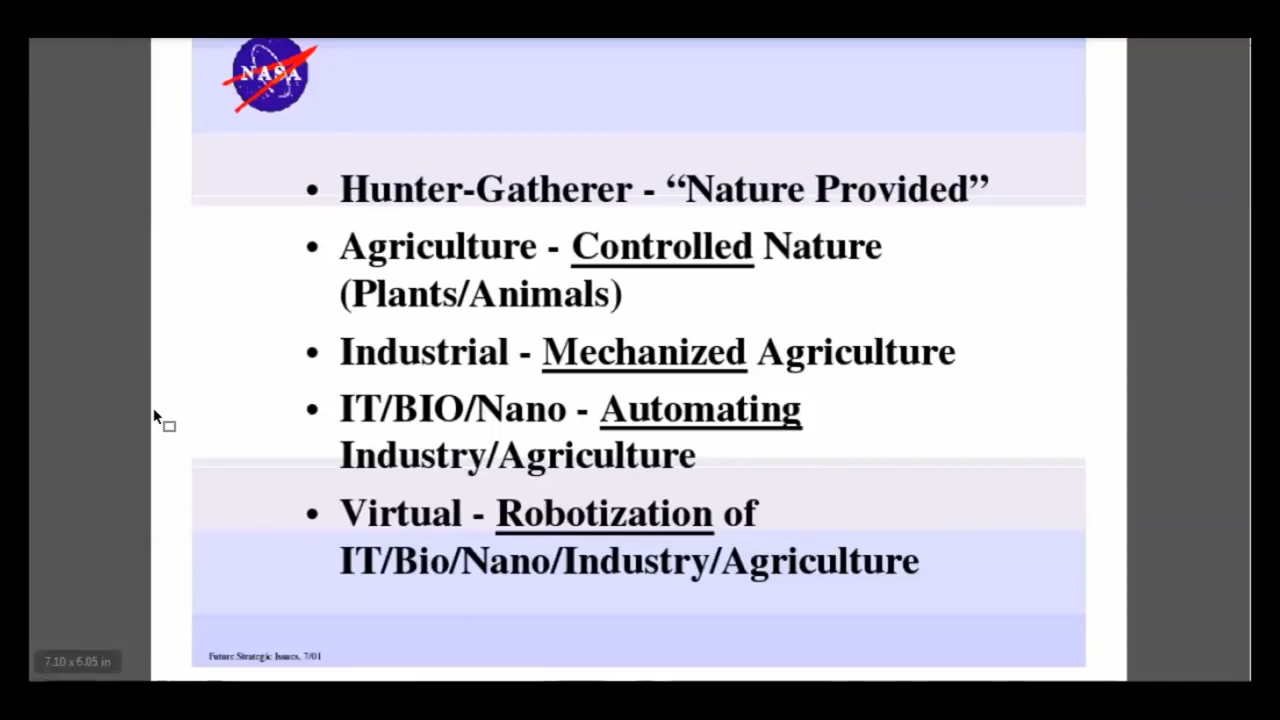 NASA
• Hunter-Gatherer - “Nature Provided”
• Agriculture - Controlled Nature
(Plants/Animals)
• Industrial - Mechanized Agriculture
• IT/BIO/Nano - Automating
Industry/Agriculture
• Virtual - Robotization of
IT/Bio/Nano/Industry/Agriculture
Future Strategic Issues, 7/01
7.10 x 6.05 in